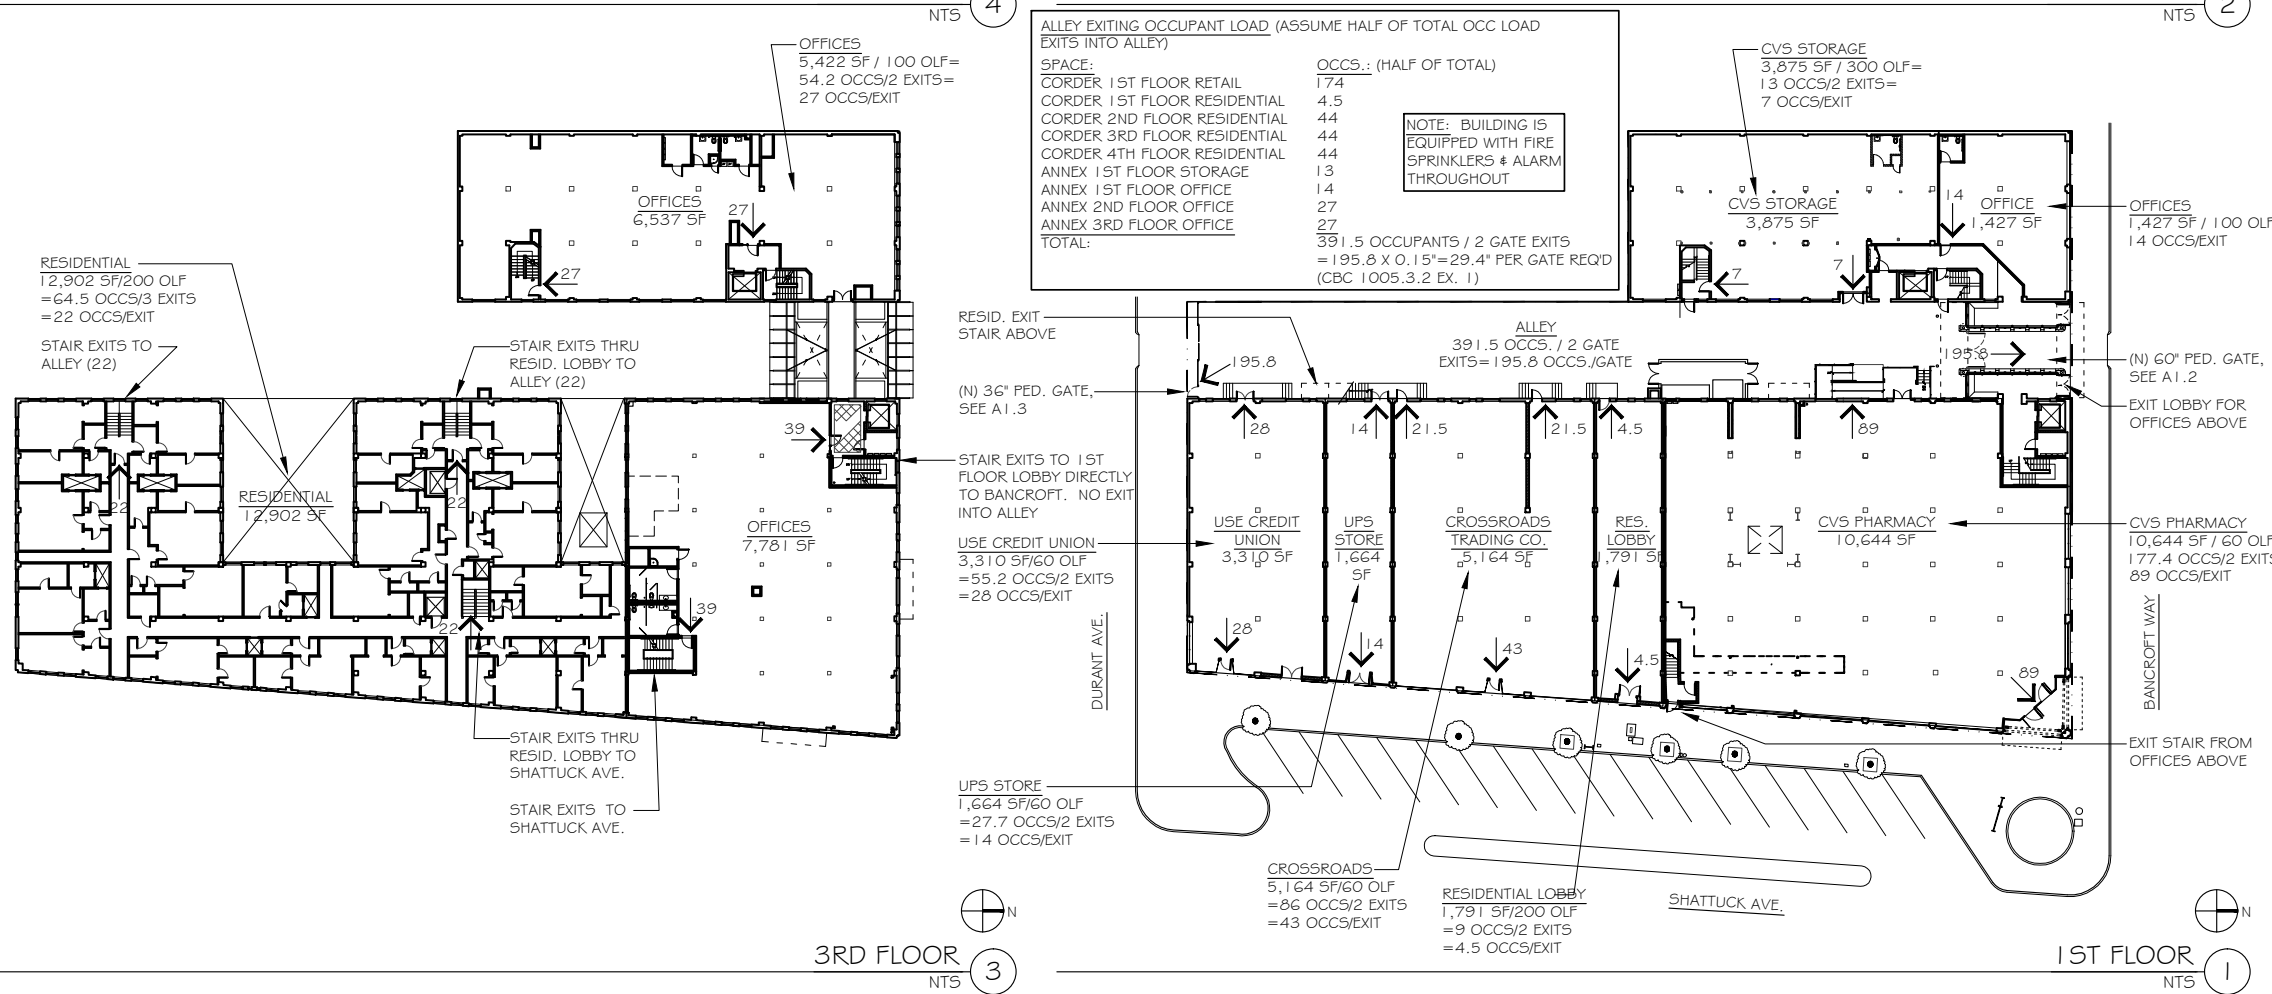 NTS 4
NTS 2
ALLEY EXITING OCCUPANT LOAD (ASSUME HALF OF TOTAL OCC LOAD
EXITS INTO ALLEY)
SPACE: OCCS.: (HALF OF TOTAL)
CORDER 1ST FLOOR RETAIL 174
CORDER 1ST FLOOR RESIDENTIAL 4.5
CORDER 2ND FLOOR RESIDENTIAL 44
CORDER 3RD FLOOR RESIDENTIAL 44
CORDER 4TH FLOOR RESIDENTIAL 44
ANNEX 1ST FLOOR STORAGE 13
ANNEX 1ST FLOOR OFFICE 14
ANNEX 2ND FLOOR OFFICE 27
ANNEX 3RD FLOOR OFFICE 27
TOTAL: 391.5 OCCUPANTS / 2 GATE EXITS
=195.8 X 0.15"=29.4" PER GATE REQ'D
(CBC 1005.3.2 EX. 1)
NOTE: BUILDING IS
EQUIPPED WITH FIRE
SPRINKLERS & ALARM
THROUGHOUT
OFFICES
5,422 SF / 100 OLF=
54.2 OCCS/2 EXITS=
27 OCCS/EXIT
OFFICES
6,537 SF
27
27
RESIDENTIAL
12,902 SF/200 OLF
=64.5 OCCS/3 EXITS
=22 OCCS/EXIT
STAIR EXITS TO
ALLEY (22)
STAIR EXITS THRU
RESID. LOBBY TO
ALLEY (22)
39
22
22
RESIDENTIAL
12,902 SF
OFFICES
7,781 SF
22
39
STAIR EXITS THRU
RESID. LOBBY TO
SHATTUCK AVE.
STAIR EXITS TO
SHATTUCK AVE.
N
3RD FLOOR
NTS 3
CVS STORAGE
3,875 SF / 300 OLF=
13 OCCS/2 EXITS=
7 OCCS/EXIT
CVS STORAGE
3,875 SF
14
OFFICE
1,427 SF
OFFICES
1,427 SF / 100 OLF
14 OCCS/EXIT
7
7
RESID. EXIT
STAIR ABOVE
ALLEY
391.5 OCCS. / 2 GATE
EXITS=195.8 OCCS./GATE
195.8
195.8
(N) 60" PED. GATE,
SEE A1.2
(N) 36" PED. GATE,
SEE A1.3
EXIT LOBBY FOR
OFFICES ABOVE
28
14
21.5
21.5
4.5
89
STAIR EXITS TO 1ST
FLOOR LOBBY DIRECTLY
TO BANCROFT. NO EXIT
INTO ALLEY
USE CREDIT UNION
3,310 SF/60 OLF
=55.2 OCCS/2 EXITS
=28 OCCS/EXIT
USE CREDIT
UNION
3,310 SF
UPS
STORE
1,664
SF
CROSSROADS
TRADING CO.
5,164 SF
RES.
LOBBY
1,791 SF
CVS PHARMACY
10,644 SF
CVS PHARMACY
10,644 SF / 60 OLF
177.4 OCCS/2 EXITS
89 OCCS/EXIT
DURANT AVE.
BANCROFT WAY
28
14
43
4.5
89
EXIT STAIR FROM
OFFICES ABOVE
UPS STORE
1,664 SF/60 OLF
=27.7 OCCS/2 EXITS
=14 OCCS/EXIT
CROSSROADS
5,164 SF/60 OLF
=86 OCCS/2 EXITS
=43 OCCS/EXIT
RESIDENTIAL LOBBY
1,791 SF/200 OLF
=9 OCCS/2 EXITS
=4.5 OCCS/EXIT
SHATTUCK AVE.
N
1ST FLOOR
NTS 1